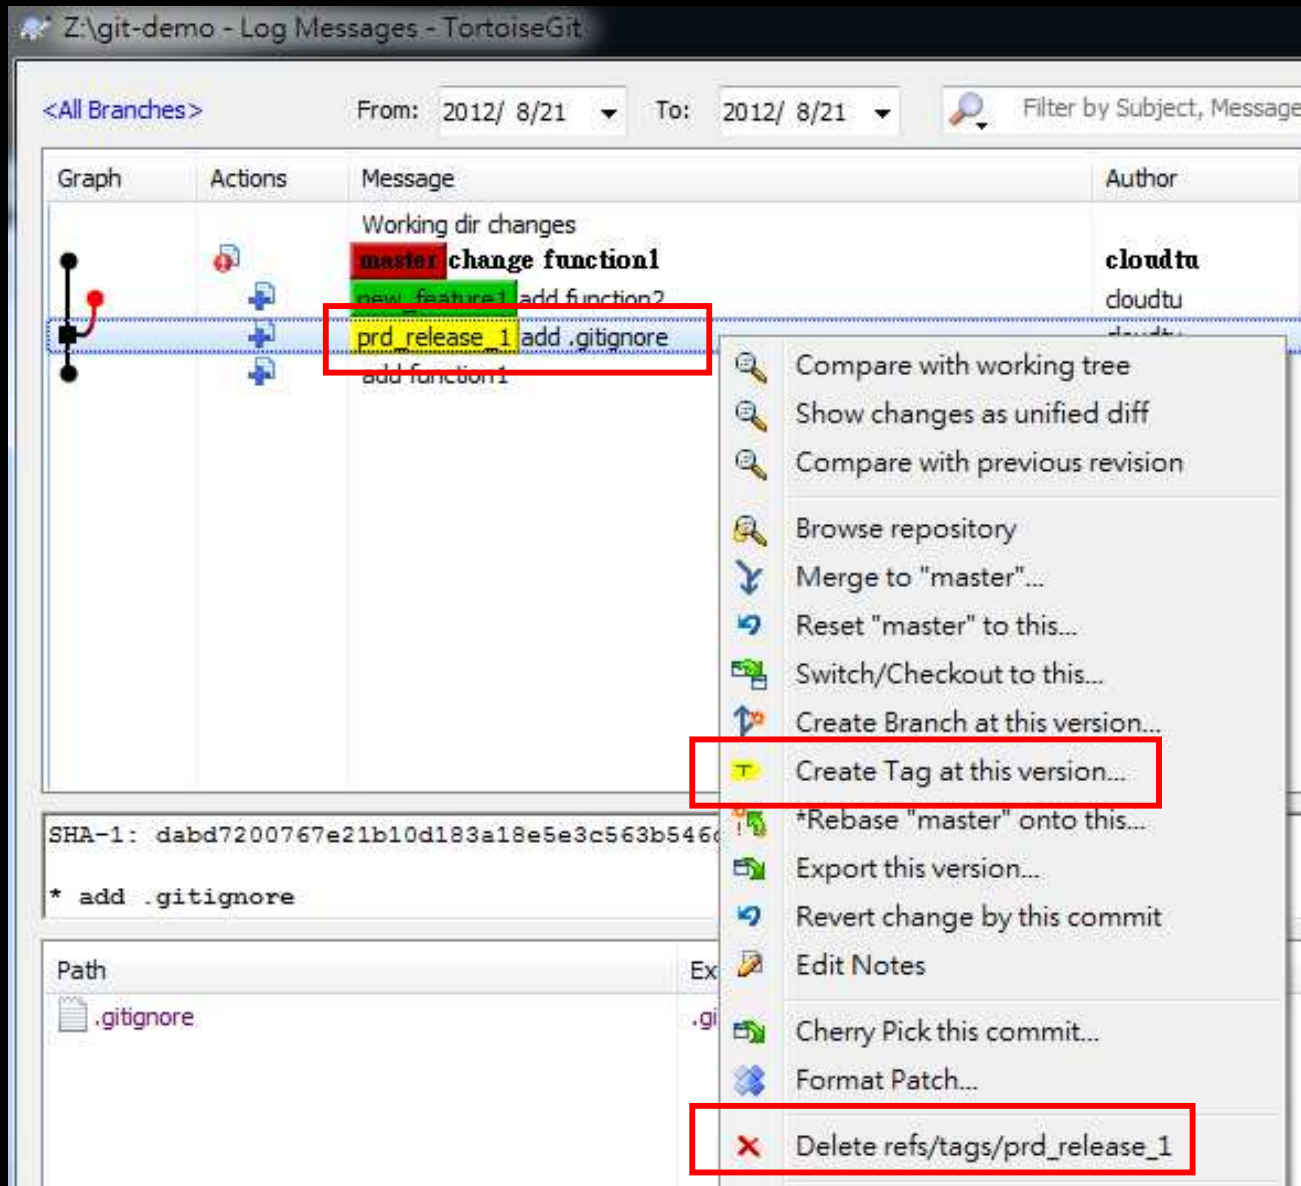 Z:\git-demo - Log Messages - TortoiseGit
<All Branches> From: 2012/ 8/21 To: 2012/ 8/21 Filter by Subject, Message
Graph Actions Message Author
Working dir changes
master change function1 cloudtu
new_feature1 add function2 cloudtu
prd_release_1 add .gitignore cloudtu
add function1
Compare with working tree
Show changes as unified diff
Compare with previous revision
Browse repository
Merge to "master"...
Reset "master" to this...
Switch/Checkout to this...
Create Branch at this version...
Create Tag at this version...
*Rebase "master" onto this...
Export this version...
Revert change by this commit
Edit Notes
Cherry Pick this commit...
Format Patch...
Delete refs/tags/prd_release_1
SHA-1: dabd7200767e21b10d183a18e5e3c563b546
* add .gitignore
Path Ex
.gitignore .gi